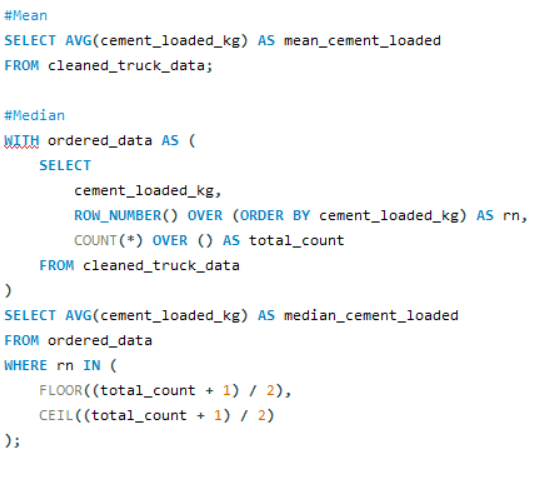 #Mean
SELECT AVG(cement_loaded_kg) AS mean_cement_loaded
FROM cleaned_truck_data;

#Median
WITH ordered_data AS (
    SELECT
        cement_loaded_kg,
        ROW_NUMBER() OVER (ORDER BY cement_loaded_kg) AS rn,
        COUNT(*) OVER () AS total_count
    FROM cleaned_truck_data
)
SELECT AVG(cement_loaded_kg) AS median_cement_loaded
FROM ordered_data
WHERE rn IN (
    FLOOR((total_count + 1) / 2),
    CEIL((total_count + 1) / 2)
);